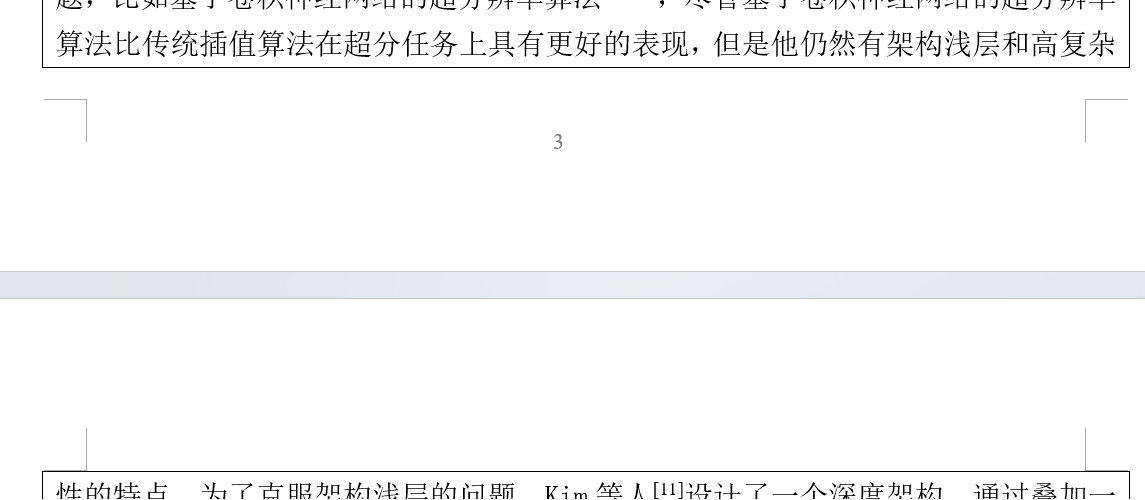 题，比如基于卷积神经网络的超分辨率算法，尽管基于卷积神经网络的超分辨率
算法比传统插值算法在超分任务上具有更好的表现，但是他仍然有架构浅层和高复杂
3
性的特点。为了克服架构浅层的问题，Kim 等人[11]设计了一个深度架构，通过叠加一